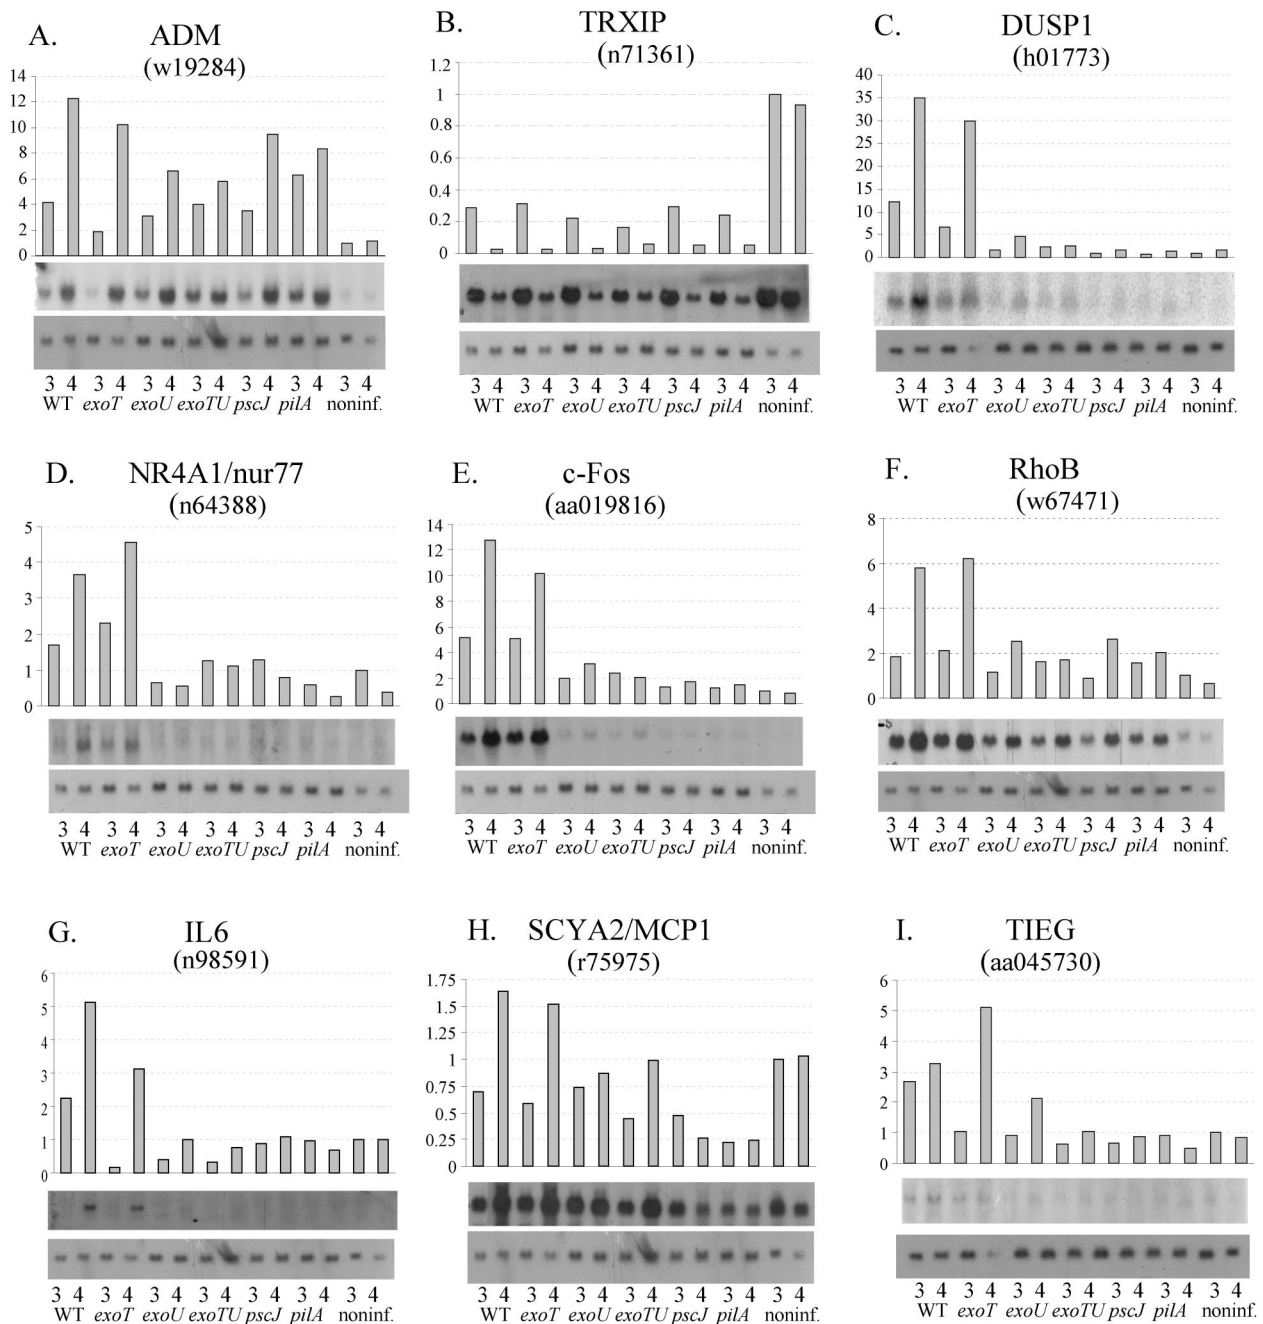 A. ADM
(w19284)
14
12
10
8
6
4
2
0
3 4 3 4 3 4 3 4 3 4 3 4 3 4
WT exoT exoU exoTU pscJ pilA noninf.
B. TRXIP
(n71361)
1.2
1
0.8
0.6
0.4
0.2
0
3 4 3 4 3 4 3 4 3 4 3 4 3 4
WT exoT exoU exoTU pscJ pilA noninf.
C. DUSP1
(h01773)
40
35
30
25
20
15
10
5
0
3 4 3 4 3 4 3 4 3 4 3 4 3 4
WT exoT exoU exoTU pscJ pilA noninf.
D. NR4A1/nur77
(n64388)
5
4
3
2
1
0
3 4 3 4 3 4 3 4 3 4 3 4 3 4
WT exoT exoU exoTU pscJ pilA noninf.
E. c-Fos
(aa019816)
14
12
10
8
6
4
2
0
3 4 3 4 3 4 3 4 3 4 3 4 3 4
WT exoT exoU exoTU pscJ pilA noninf.
F. RhoB
(w67471)
8
6
4
2
0
3 4 3 4 3 4 3 4 3 4 3 4 3 4
WT exoT exoU exoTU pscJ pilA noninf.
G. IL6
(n98591)
6
5
4
3
2
1
0
3 4 3 4 3 4 3 4 3 4 3 4 3 4
WT exoT exoU exoTU pscJ pilA noninf.
H. SCYA2/MCP1
(r75975)
1.75
1.5
1.25
1
0.75
0.5
0.25
0
3 4 3 4 3 4 3 4 3 4 3 4 3 4
WT exoT exoU exoTU pscJ pilA noninf.
I. TIEG
(aa045730)
6
5
4
3
2
1
0
3 4 3 4 3 4 3 4 3 4 3 4 3 4
WT exoT exoU exoTU pscJ pilA noninf.